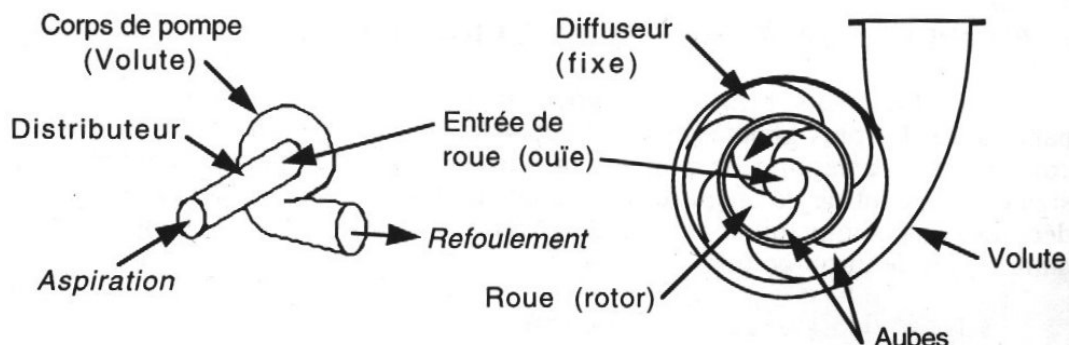 Corps de pompe
(Volute)
Distributeur
Aspiration
Entrée de
roue (ouïe)
Refoulement
Diffuseur
(fixe)
Roue (rotor)
Volute
Aubes